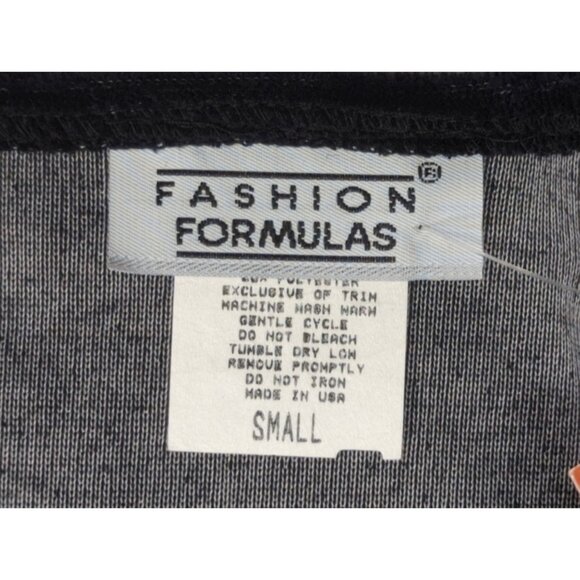 FASHION ®
FORMULAS
POLYESTER
EXCLUSIVE OF TRIM
MACHINE WASH WARM
GENTLE CYCLE
DO NOT BLEACH
TUMBLE DRY LOW
REMOVE PROMPTLY
DO NOT IRON
MADE IN USA
SMALL